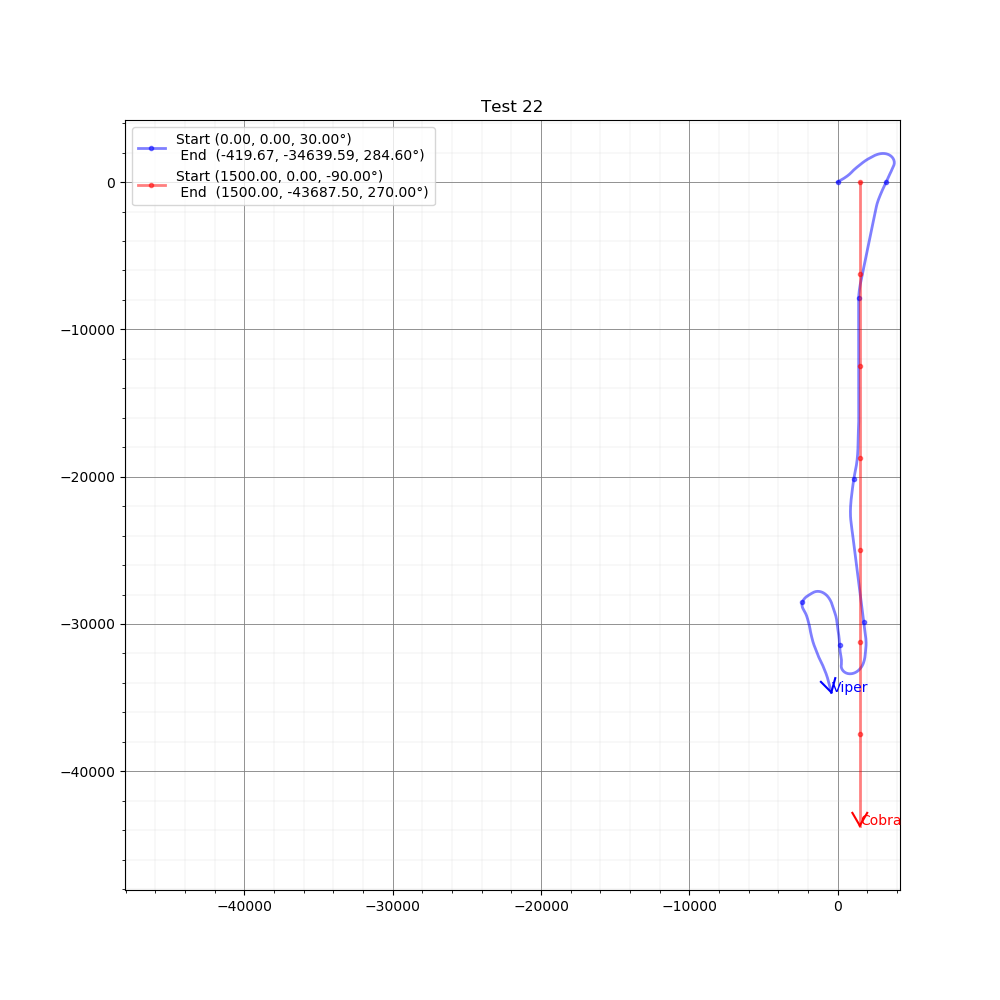 Test 22
Start (0.00, 0.00, 30.00°)
End (-419.67, -34639.59, 284.60°)
Start (1500.00, 0.00, -90.00°)
End (1500.00, -43687.50, 270.00°)
0
−10000
−20000
−30000
−40000
Viper
Cobra
−40000 −30000 −20000 −10000 0